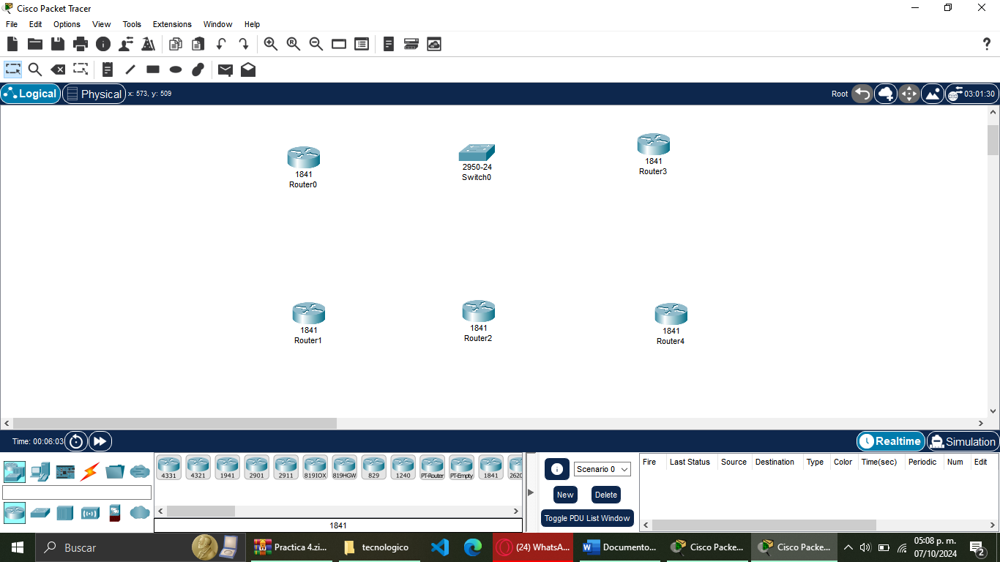 Cisco Packet Tracer
File Edit Options View Tools Extensions Window Help
?
Logical Physical x: 573, y: 509 Root 03:01:30
1841
Router0
2950-24
Switch0
1841
Router3
1841
Router1
1841
Router2
1841
Router4
Time: 00:06:03 Realtime Simulation
4331 4321 1941 2901 2911 819IOX 819HGW 829 1240 PT-Router PT-Empty 1841 2620
1841
Scenario 0
New Delete
Toggle PDU List Window
Fire Last Status Source Destination Type Color Time(sec) Periodic Num Edit
Buscar
Practica 4.zi... tecnologico (24) WhatsA... Documento... Cisco Packe... Cisco Packe...
05:08 p. m.
07/10/2024
2